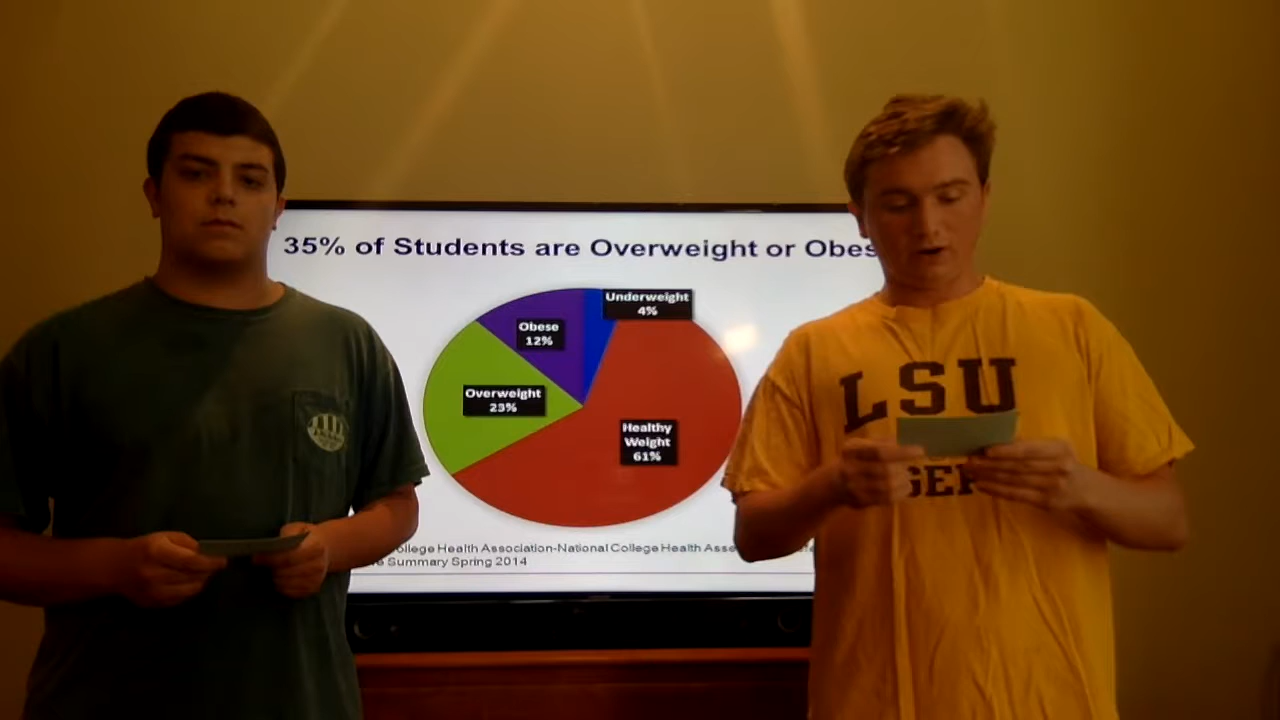 35% of Students are Overweight or Obes
Underweight
4%
Obese
12%
Overweight
23%
Healthy
Weight
61%
LSU
ollege Health Association-National College Health Asse
Summary Spring 2014